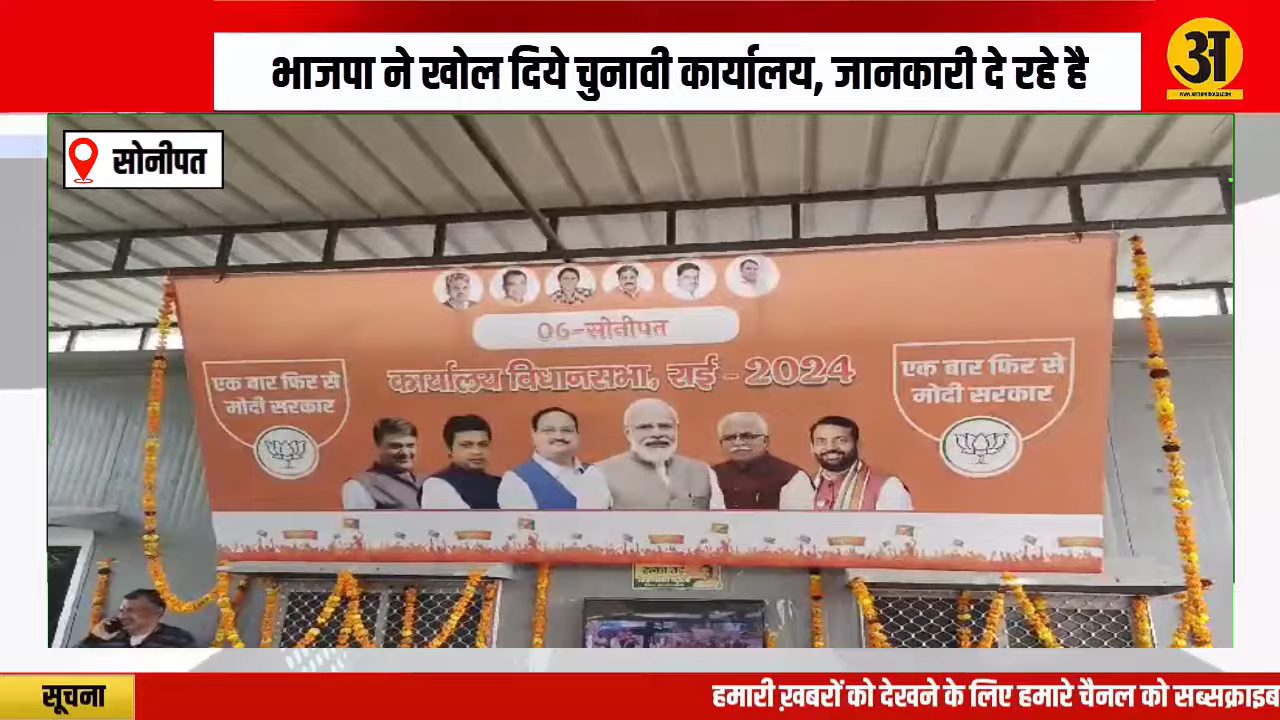 भाजपा ने खोल दिये चुनावी कार्यालय, जानकारी दे रहे है
अ
सोनीपत
06-सोनीपत
कार्यालय विधानसभा, राई - 2024
एक बार फिर से
मोदी सरकार
एक बार फिर से
मोदी सरकार
सूचना
हमारी ख़बरों को देखने के लिए हमारे चैनल को सब्सक्राइब